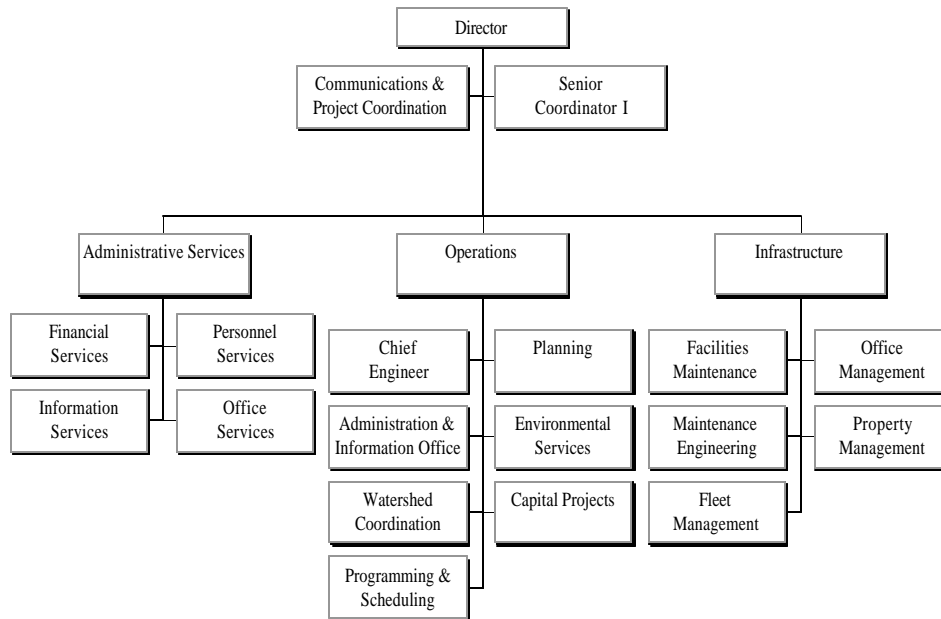 Director
Communications &
Project Coordination
Senior
Coordinator I
Administrative Services
Operations
Infrastructure
Financial
Services
Personnel
Services
Information
Services
Office
Services
Chief
Engineer
Planning
Administration &
Information Office
Environmental
Services
Watershed
Coordination
Capital Projects
Programming &
Scheduling
Facilities
Maintenance
Office
Management
Maintenance
Engineering
Property
Management
Fleet
Management